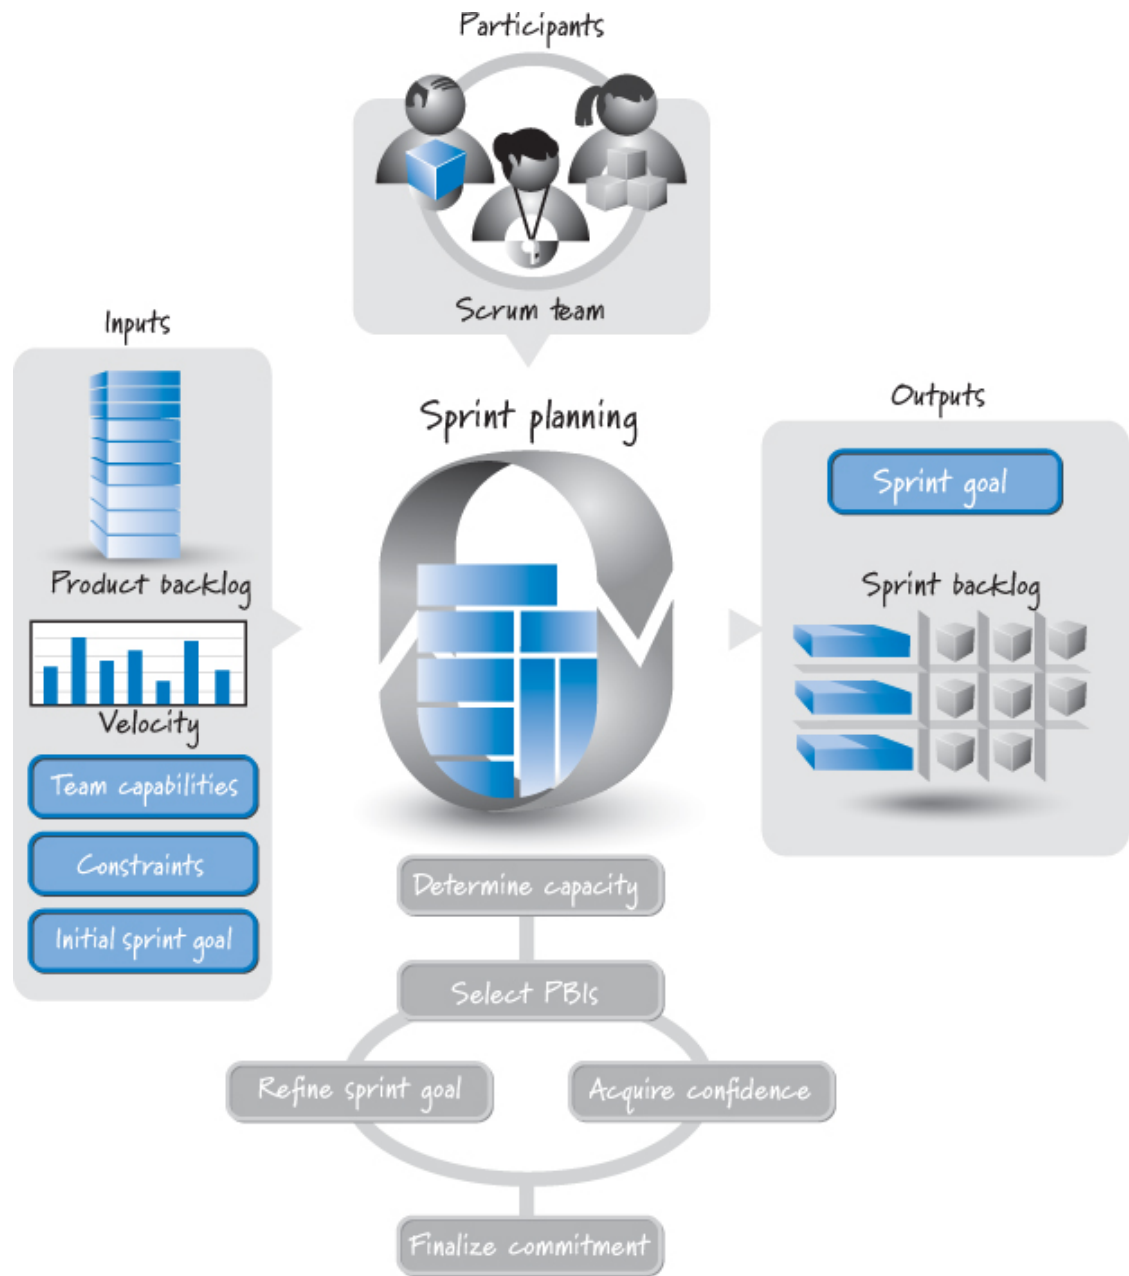 Participants
Scrum team
Inputs
Product backlog
Velocity
Team capabilities
Constraints
Initial sprint goal
Sprint planning
Outputs
Sprint goal
Sprint backlog
Determine capacity
Select PBIs
Refine sprint goal
Acquire confidence
Finalize commitment